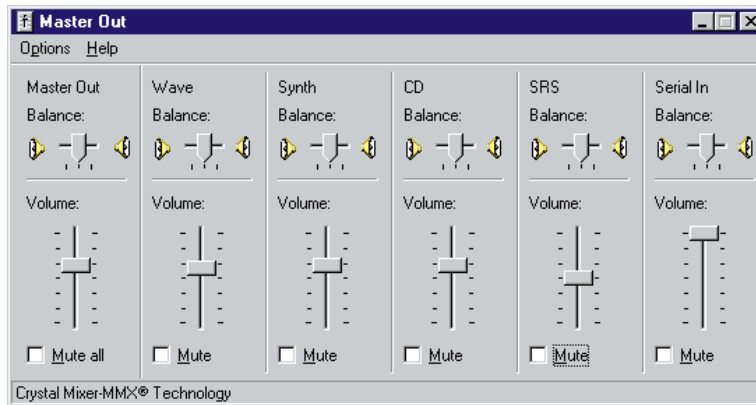 Master Out
Options Help
Master Out Wave Synth CD SRS Serial In
Balance: Balance: Balance: Balance: Balance: Balance:
Volume: Volume: Volume: Volume: Volume: Volume:
Mute all Mute Mute Mute Mute Mute
Crystal Mixer-MMX® Technology